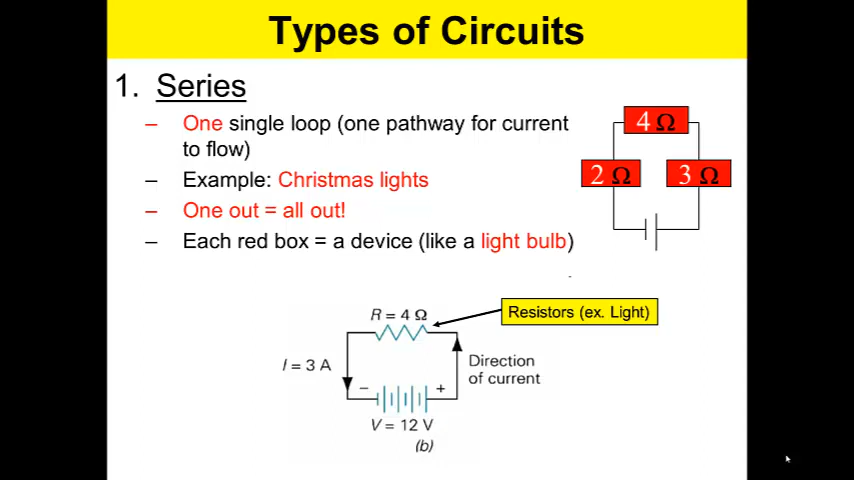 Types of Circuits
1. Series
– One single loop (one pathway for current
to flow)
– Example: Christmas lights
– One out = all out!
– Each red box = a device (like a light bulb)
4 Ω
2 Ω
3 Ω
Resistors (ex. Light)
R = 4 Ω
I = 3 A
Direction
of current
– +
V = 12 V
(b)